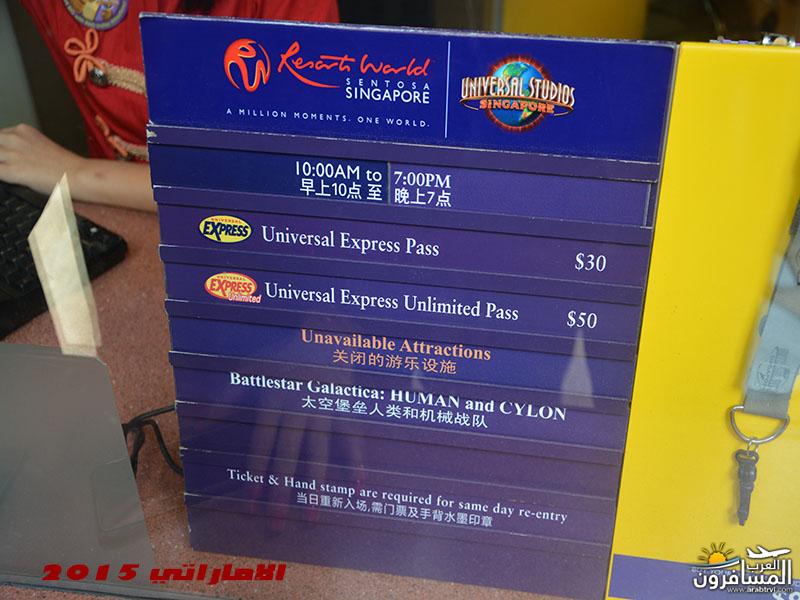 Resorts World
SENTOSA
SINGAPORE
A MILLION MOMENTS. ONE WORLD.
UNIVERSAL STUDIOS
SINGAPORE
10:00AM to 7:00PM
早上10点 至 晚上7点
UNIVERSAL
EXPRESS
Universal Express Pass $30
UNIVERSAL
EXPRESS
Unlimited
Universal Express Unlimited Pass $50
Unavailable Attractions
关闭的游乐设施
Battlestar Galactica: HUMAN and CYLON
太空堡垒人类和机械战队
Ticket & Hand stamp are required for same day re-entry
当日重新入场,需门票及手背水墨印章
2015 الاماراتي
العرب
المسافرون
www.arabtrvl.com